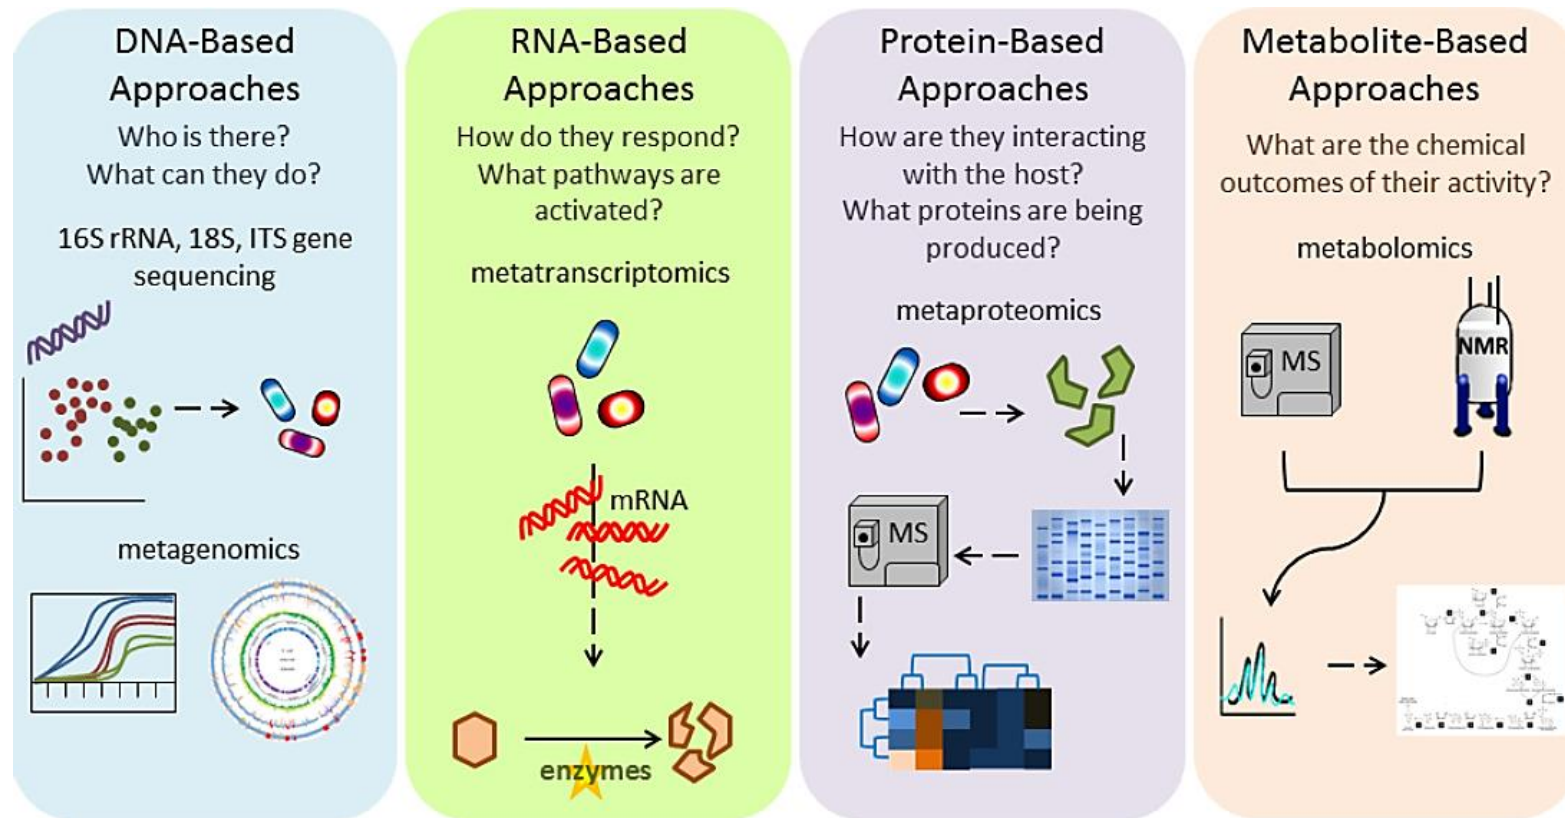 DNA-Based
Approaches
Who is there?
What can they do?
16S rRNA, 18S, ITS gene
sequencing
metagenomics
RNA-Based
Approaches
How do they respond?
What pathways are
activated?
metatranscriptomics
mRNA
enzymes
Protein-Based
Approaches
How are they interacting
with the host?
What proteins are being
produced?
metaproteomics
MS
Metabolite-Based
Approaches
What are the chemical
outcomes of their activity?
metabolomics
MS
NMR